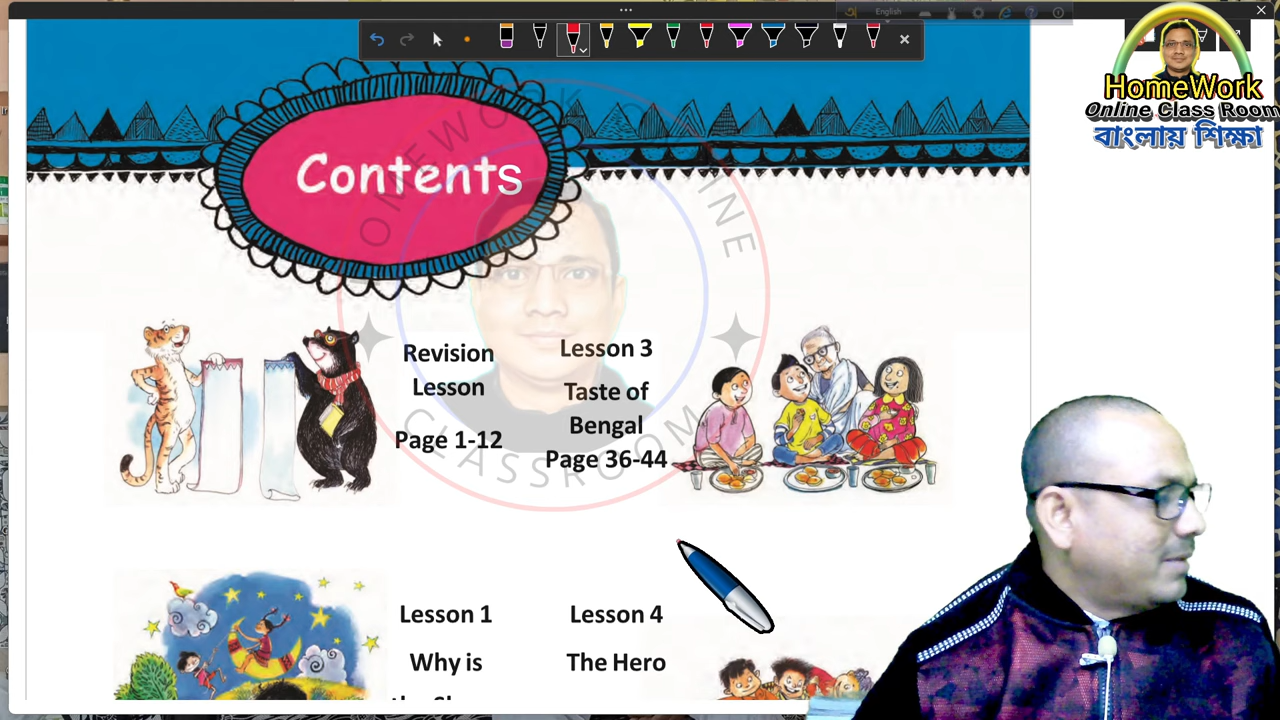 English
HomeWork
Online Class Room
বাংলায় শিক্ষা
Contents
Revision
Lesson
Page 1-12
Lesson 3
Taste of
Bengal
Page 36-44
Lesson 1
Why is
Lesson 4
The Hero